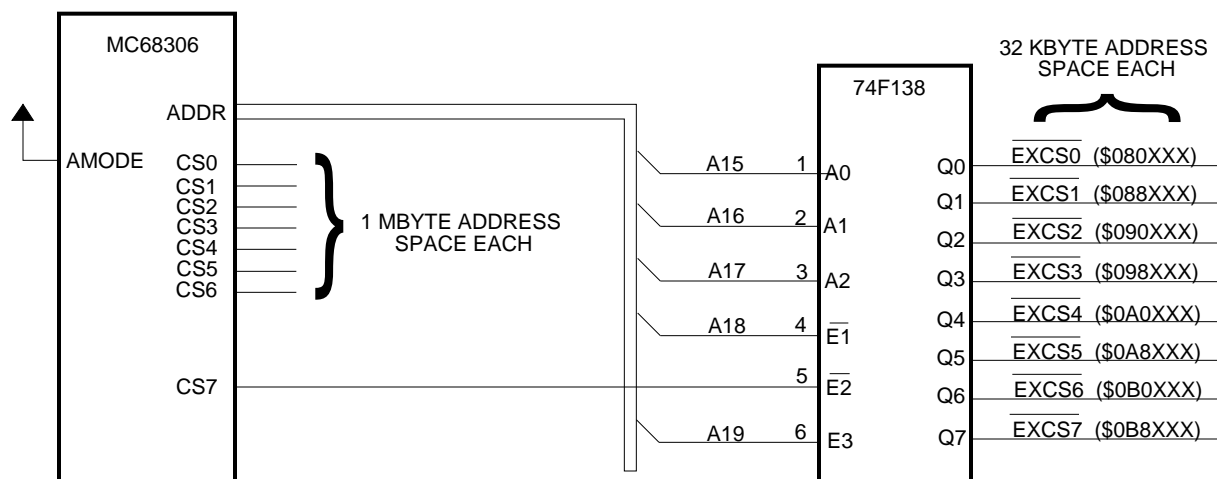 MC68306
ADDR
AMODE
CS0
CS1
CS2
CS3
CS4
CS5
CS6
1 MBYTE ADDRESS
SPACE EACH
CS7
A15
A16
A17
A18
A19
1
2
3
4
5
6
74F138
A0
A1
A2
E1
E2
E3
Q0
Q1
Q2
Q3
Q4
Q5
Q6
Q7
32 KBYTE ADDRESS
SPACE EACH
EXCS0 ($080XXX)
EXCS1 ($088XXX)
EXCS2 ($090XXX)
EXCS3 ($098XXX)
EXCS4 ($0A0XXX)
EXCS5 ($0A8XXX)
EXCS6 ($0B0XXX)
EXCS7 ($0B8XXX)